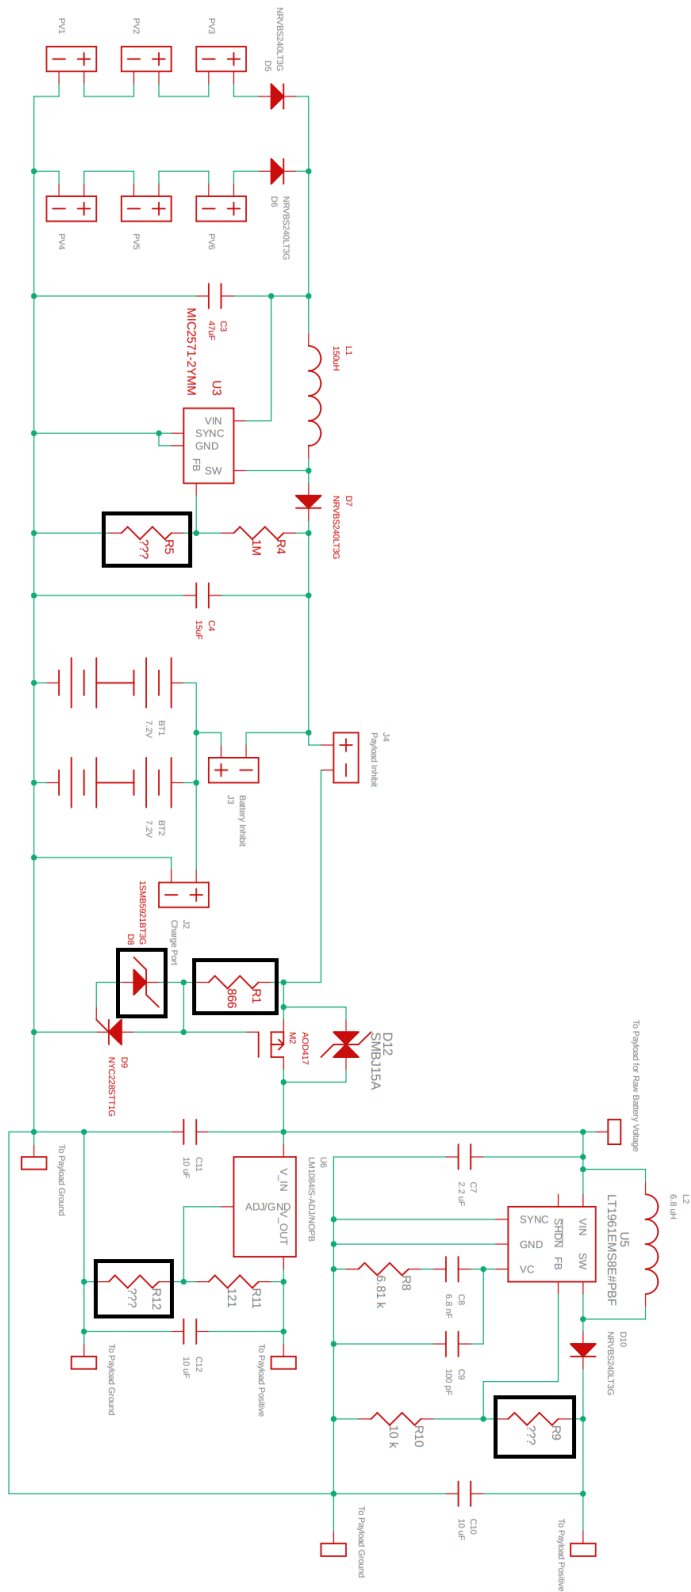 PV1
PV2
PV3
NRVBS240LT3G
D5
PV4
PV5
PV6
D6
NRVBS240LT3G
C3
47uF
L1
150uH
MIC2571-2YMM
U3
VIN
SYNC
GND
FB
SW
D7
NRVBS240LT3G
R5
???
R4
1M
C4
15uF
BT1
7.2V
BT2
7.2V
J3
Battery Inhibit
J4
Payload Inhibit
J2
Charge Port
1SMB5921BT3G
D8
R1
866
M2
AOD417
D12
SMBJ15A
D9
NYC228STT1G
To Payload for Raw Battery Voltage
To Payload Ground
C11
10 uF
U6
LM1084IS-ADJ/NOPB
V_IN
ADJ/GND
V_OUT
R12
???
R11
121
C12
10 uF
To Payload Ground
To Payload Positive
C7
2.2 uF
L2
6.8 uH
U5
LT1961EMS8E#PBF
VIN
SHDN
SYNC
GND
FB
SW
VC
R8
6.81 k
C8
6.8 nF
C9
100 pF
D10
NRVBS240LT3G
R10
10 k
R9
???
C10
10 uF
To Payload Ground
To Payload Positive